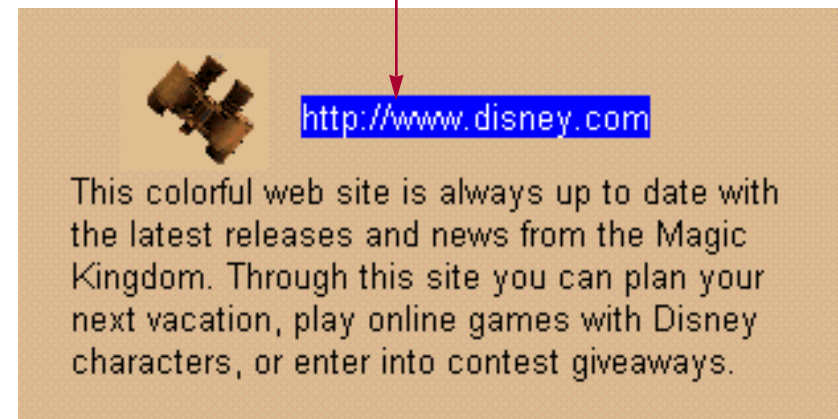 http://www.disney.com
This colorful web site is always up to date with
the latest releases and news from the Magic
Kingdom. Through this site you can plan your
next vacation, play online games with Disney
characters, or enter into contest giveaways.